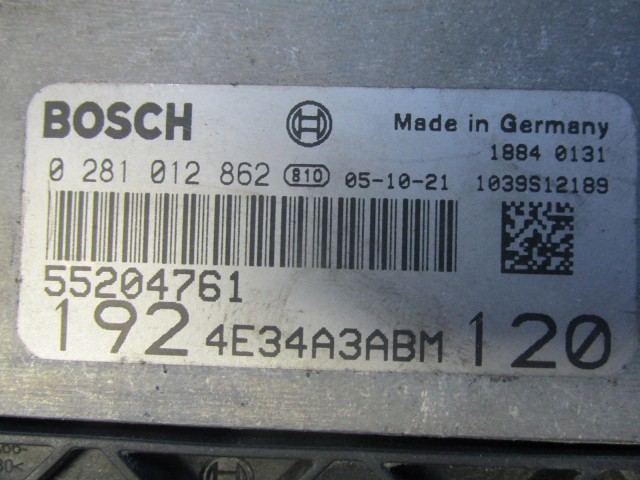 BOSCH Made in Germany
1884 0131
0 281 012 862 810 05-10-21 1039S12189
55204761
192 4E34A3ABM 120